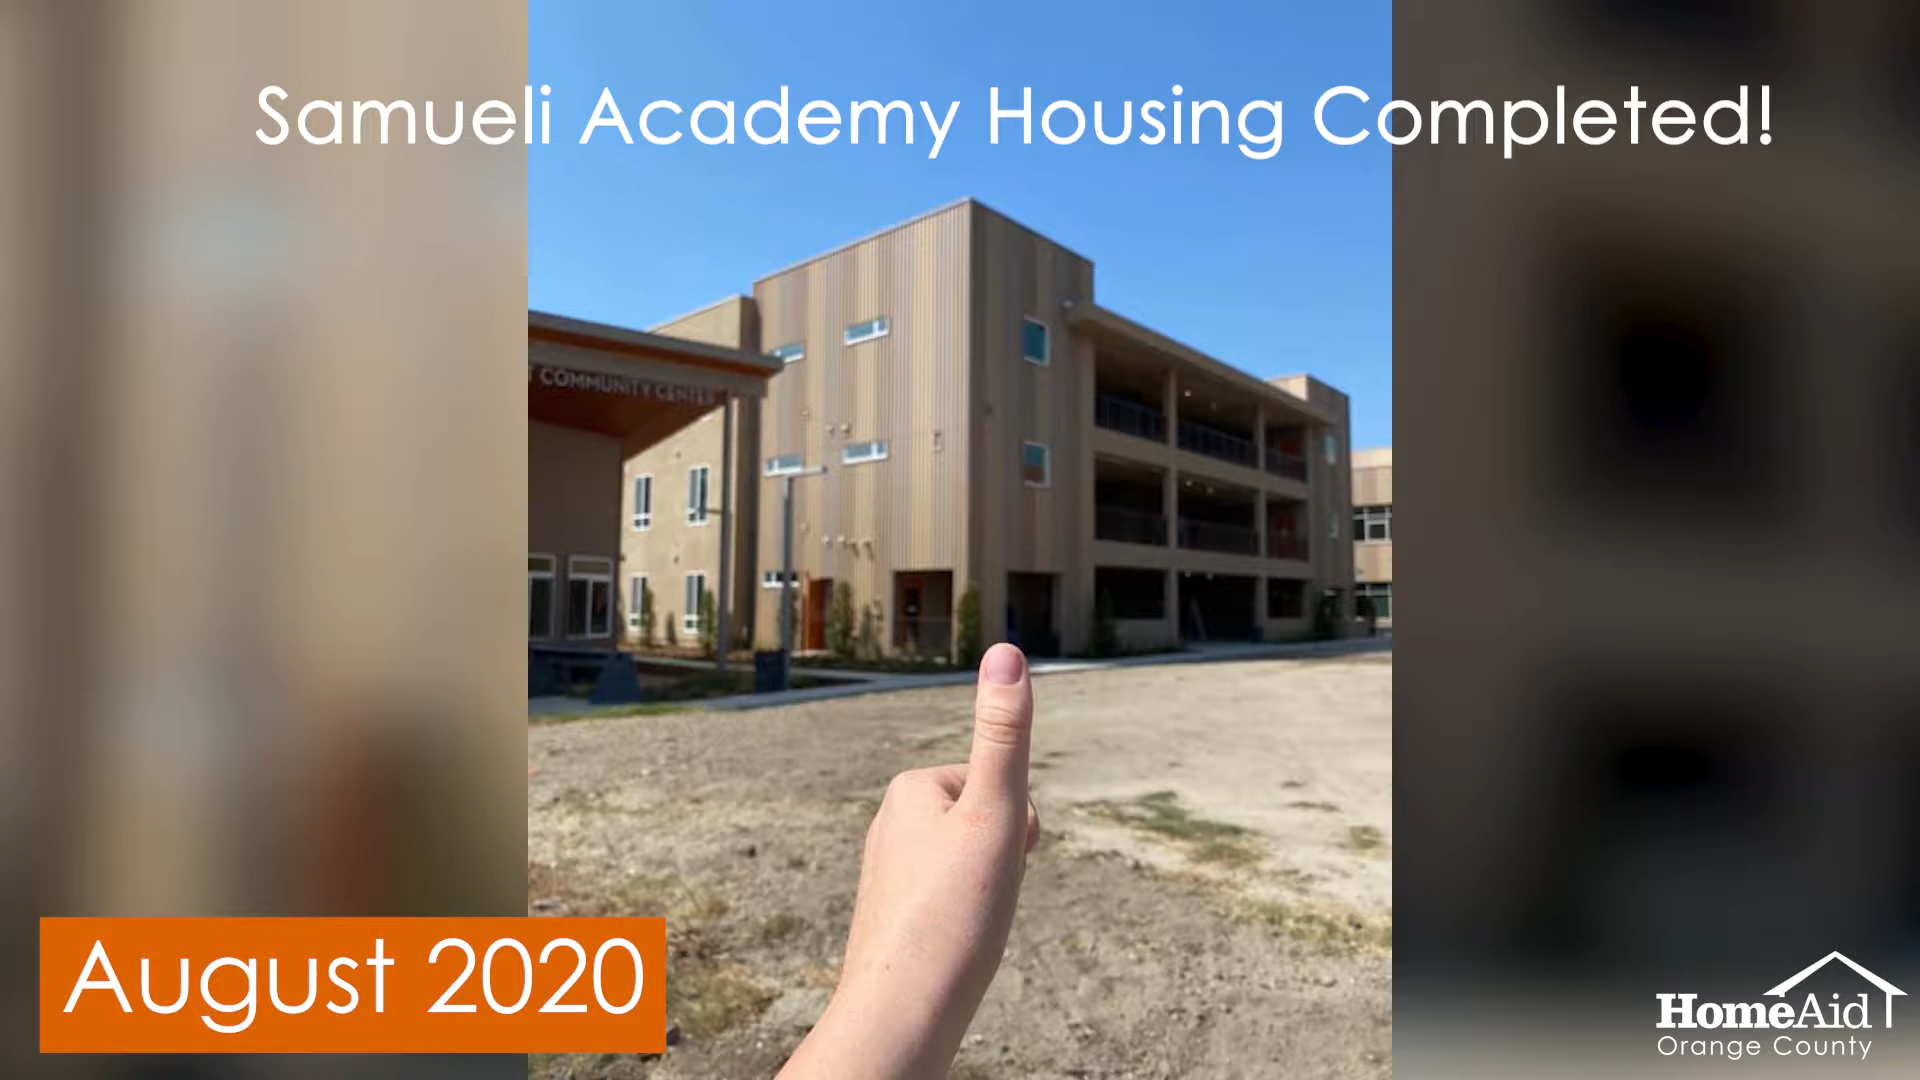 Samueli Academy Housing Completed!
COMMUNITY CENTER
August 2020
HomeAid
Orange County